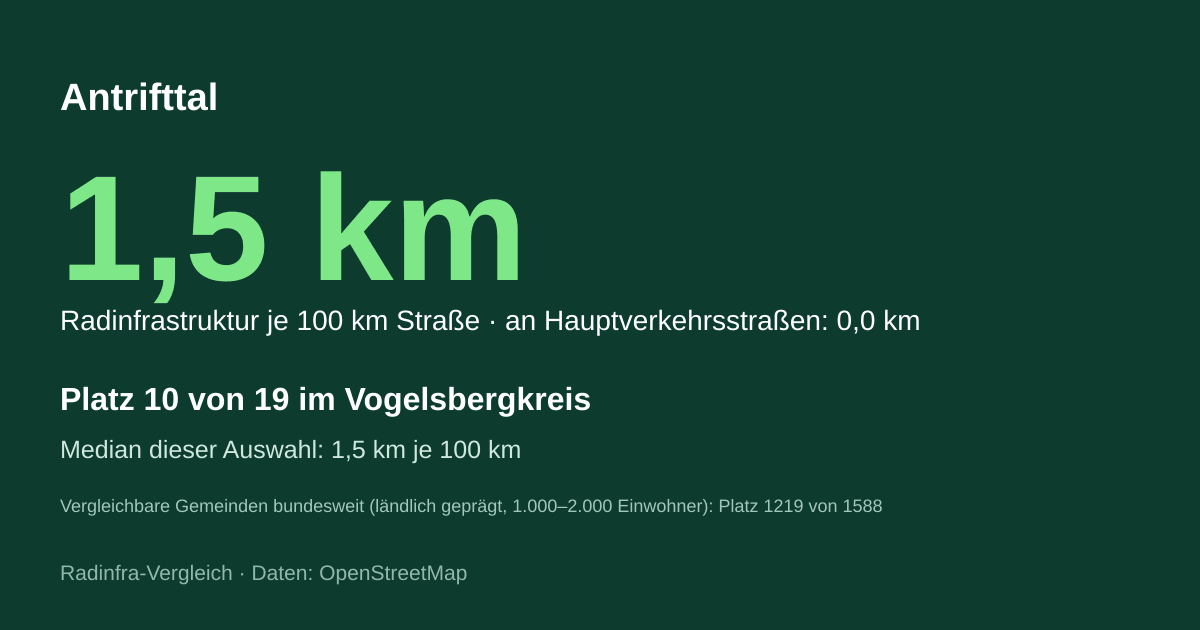 Antrifttal
1,5 km
Radinfrastruktur je 100 km Straße · an Hauptverkehrsstraßen: 0,0 km
Platz 10 von 19 im Vogelsbergkreis
Median dieser Auswahl: 1,5 km je 100 km
Vergleichbare Gemeinden bundesweit (ländlich geprägt, 1.000–2.000 Einwohner): Platz 1219 von 1588
Radinfra-Vergleich · Daten: OpenStreetMap